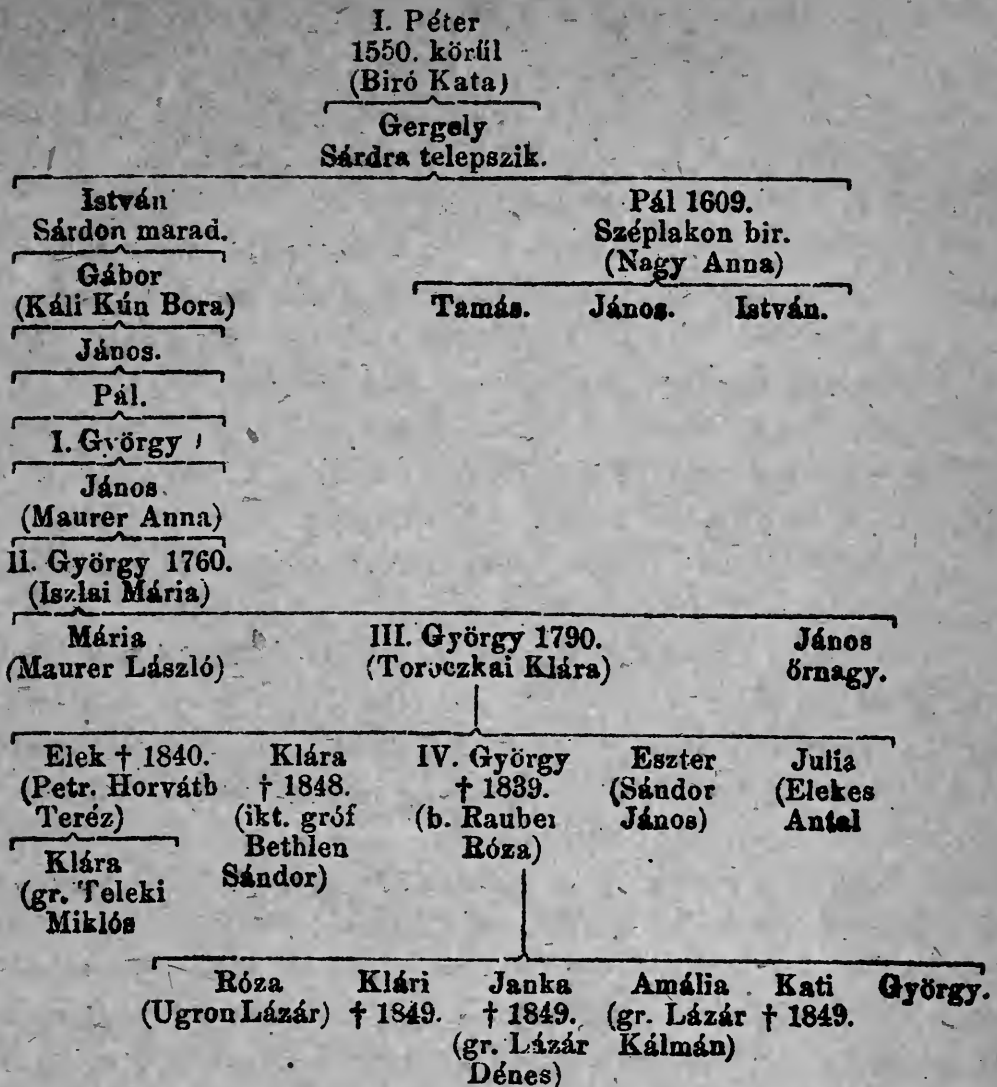 I. Péter
1550. körűl
(Biró Kata)
Gergely
Sárdra telepszik.
István
Sárdon marad.
Pál 1609.
Széplakon bir.
(Nagy Anna)
Gábor
(Káli Kún Bora)
Tamás. János. István.
János.
Pál.
I. György
János.
(Maurer Anna)
II. György 1760.
(Iszlai Mária)
Mária
(Maurer László)
III. György 1790.
(Toroczkai Klára)
János
őrnagy.
Elek † 1840.
(Petr. Horváth
Teréz)
Klára
† 1848.
(ikt. gróf
Bethlen
Sándor)
IV. György
† 1839.
(b. Rauber
Róza)
Eszter
(Sándor
János)
Julia
(Elekes
Antal
Klára
(gr. Teleki
Miklós
Róza
(Ugron Lázár)
Klári
† 1849.
Janka
† 1849.
(gr. Lázár
Dénes)
Amália
(gr. Lázár
Kálmán)
Kati
† 1849.
György.